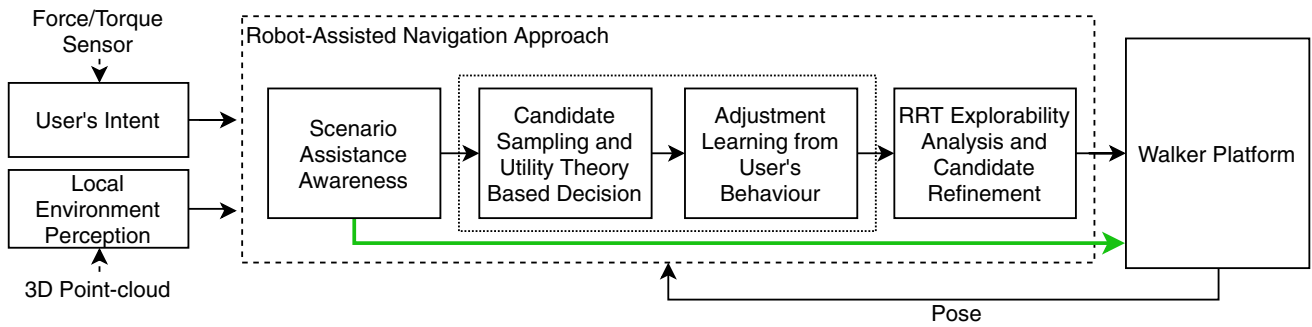 Force/Torque
Sensor
User's Intent
Local
Environment
Perception
3D Point-cloud
Robot-Assisted Navigation Approach
Scenario
Assistance
Awareness
Candidate
Sampling and
Utility Theory
Based Decision
Adjustment
Learning from
User's
Behaviour
RRT Explorability
Analysis and
Candidate
Refinement
Walker Platform
Pose